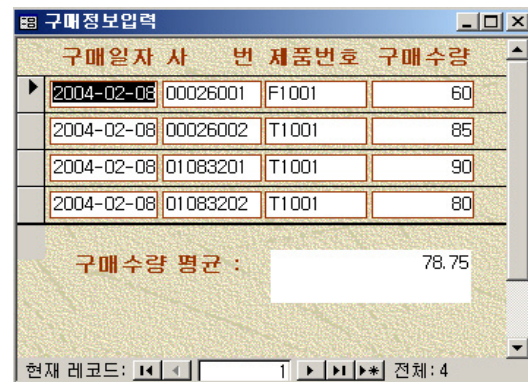 구매정보입력
구매일자 사 번 제품번호 구매수량
2004-02-08 00026001 F1001 60
2004-02-08 00026002 T1001 85
2004-02-08 01083201 T1001 90
2004-02-08 01083202 T1001 80
구매수량 평균 : 78.75
현재 레코드: 1 전체: 4